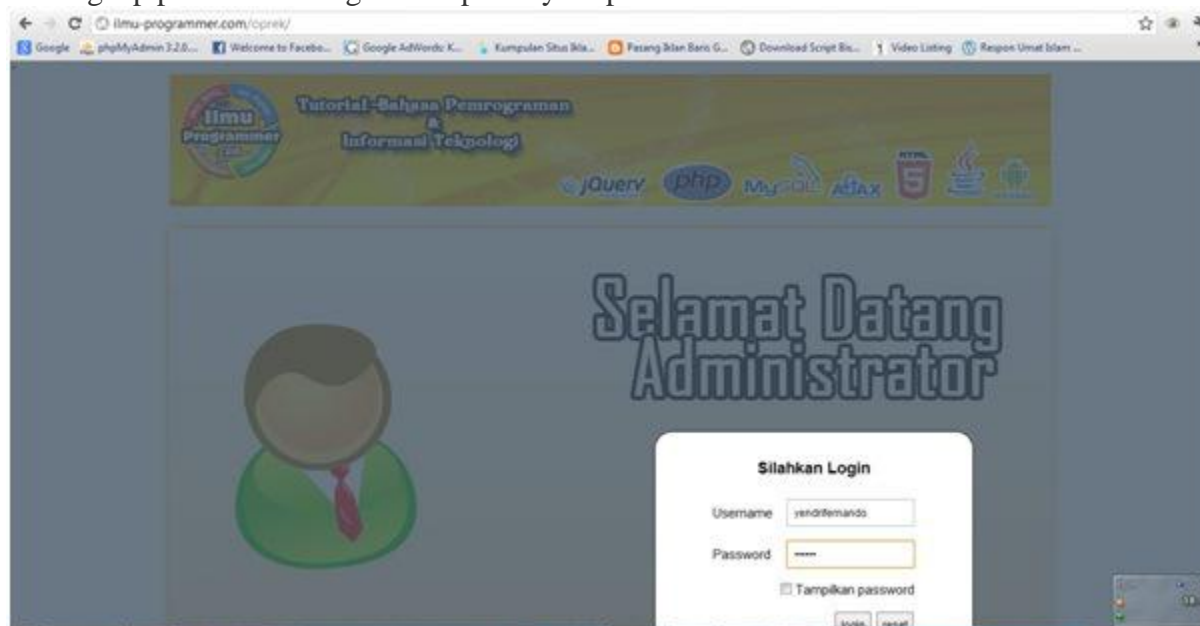 ilmu-programmer.com/oprek/
Google phpMyAdmin 3.2.0... Welcome to Facebo... Google AdWords: K... Kumpulan Situs Ikla... Pasang Iklan Baris G... Download Script Bis... Video Listing Respon Umat Islam ...
Ilmu
Programmer
Tutorial Bahasa Pemrograman
&
Informasi Teknologi
jQuery php MySQL AJAX HTML 5
Selamat Datang
Administrator
Silahkan Login
Username yendrifernando
Password
Tampilkan password
login reset